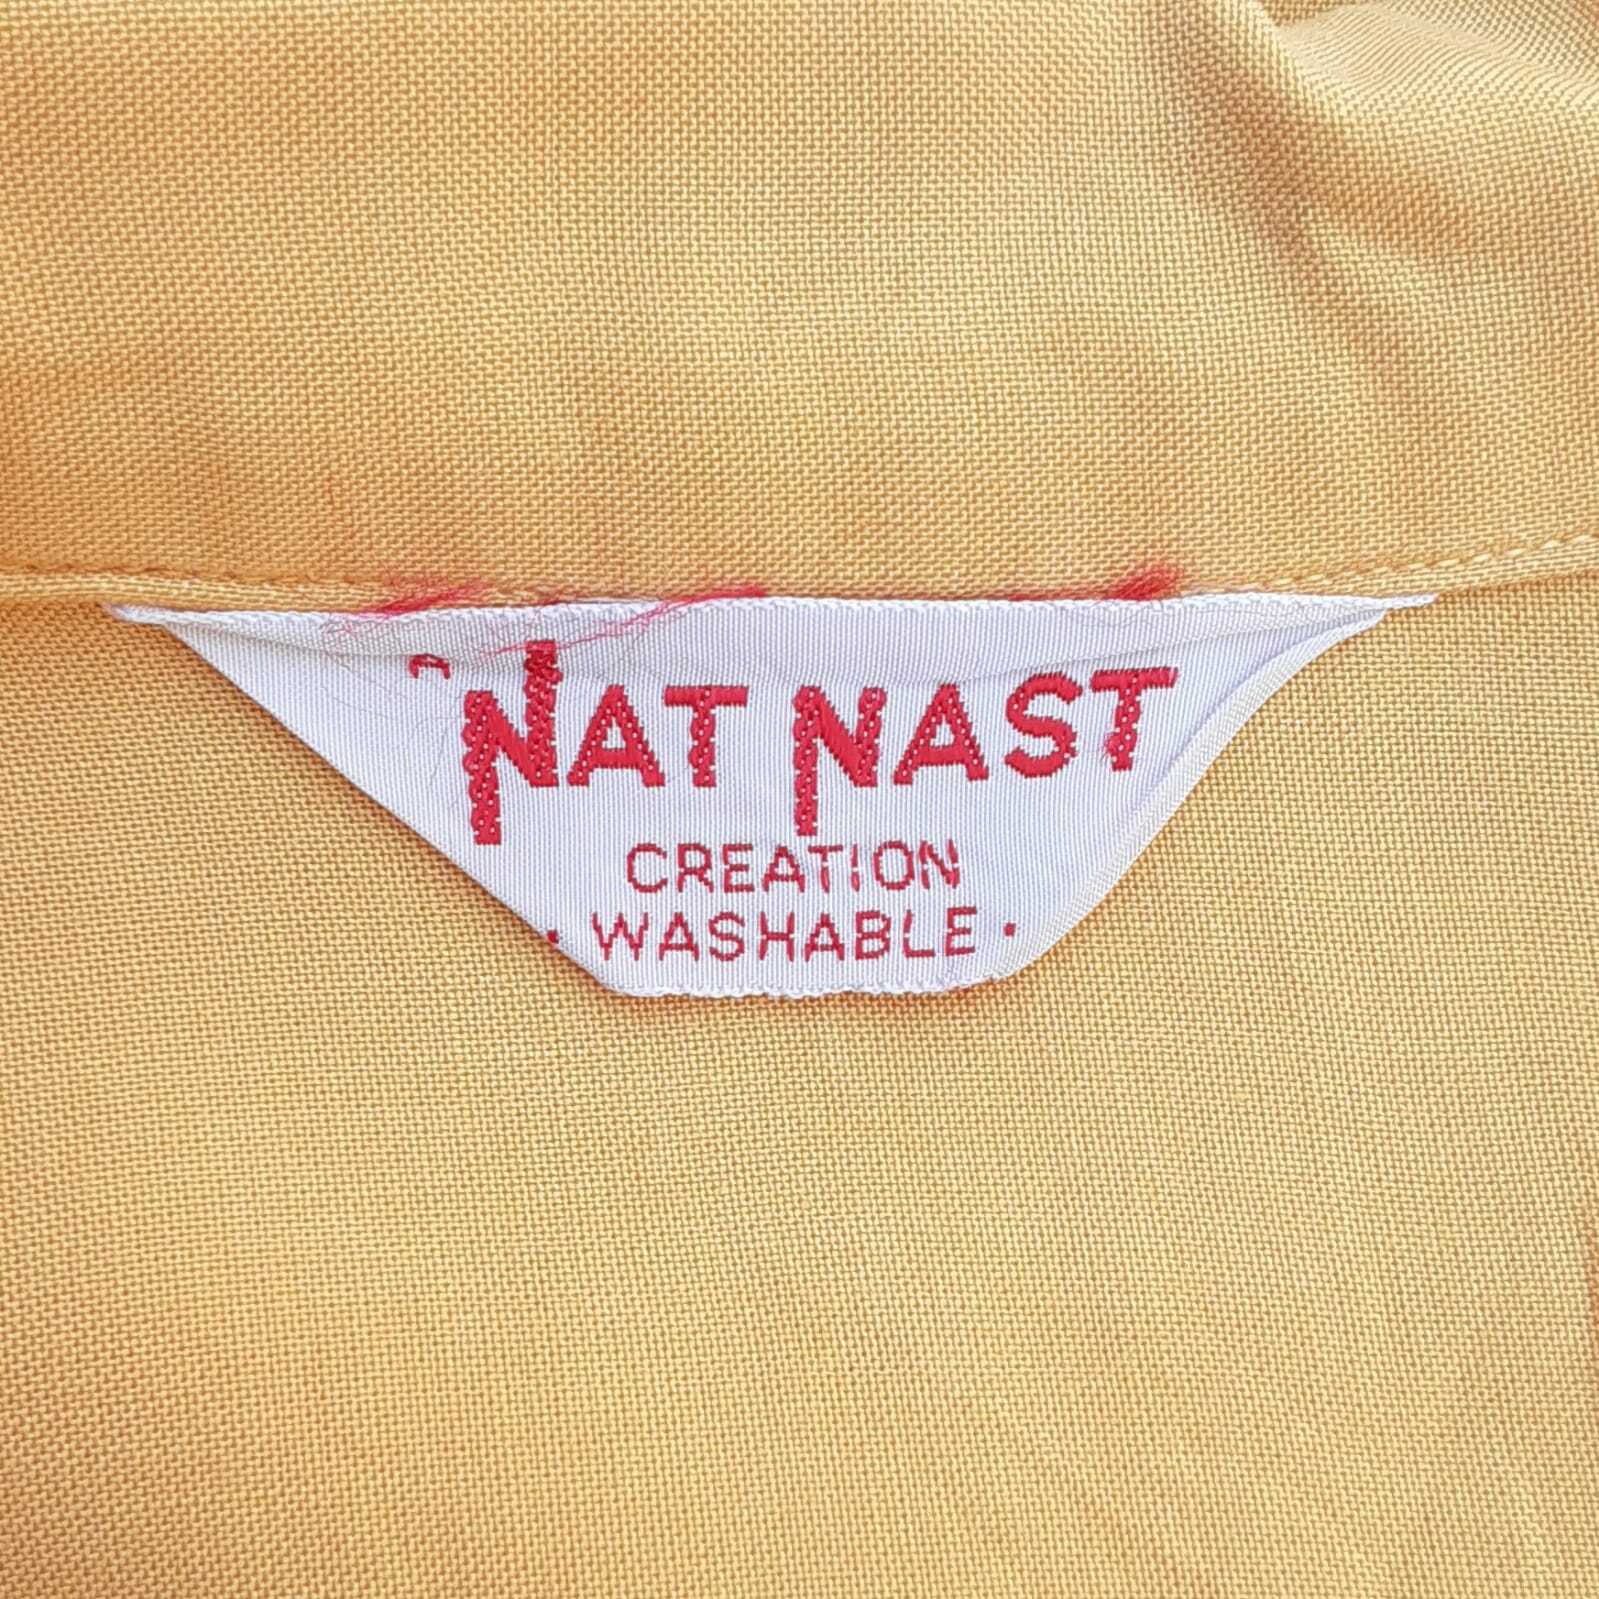 A
NAT NAST
CREATION
· WASHABLE ·